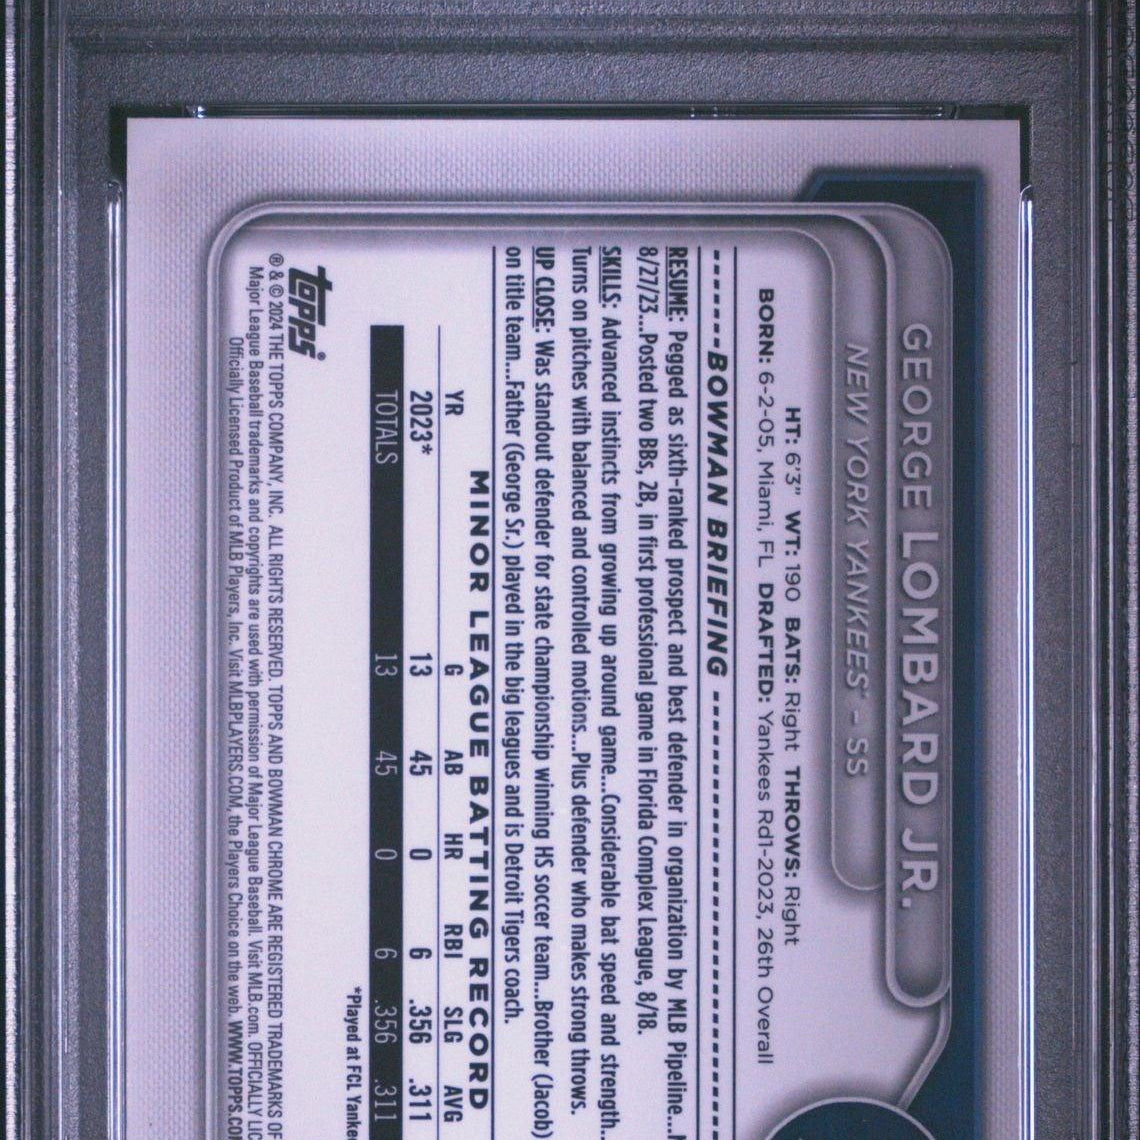 GEORGE LOMBARD JR.
NEW YORK YANKEES - SS
HT: 6'3" WT: 190 BATS: Right THROWS: Right
BORN: 6-2-05, Miami, FL DRAFTED: Yankees Rd1-2023, 26th Overall
BOWMAN BRIEFING
RESUME: Pegged as sixth-ranked prospect and best defender in organization by MLB Pipeline...
8/27/23...Posted two BBs, 2B, in first professional game in Florida Complex League, 8/18.
SKILLS: Advanced instincts from growing up around game...Considerable bat speed and strength...
Turns on pitches with balanced and controlled motions...Plus defender who makes strong throws.
UP CLOSE: Was standout defender for state championship winning HS soccer team...Brother (Jacob)
on title team...Father (George Sr.) played in the big leagues and is Detroit Tigers coach.
MINOR LEAGUE BATTING RECORD
YR G AB HR RBI SLG AVG
2023* 13 45 0 6 .356 .311
TOTALS 13 45 0 6 .356 .311
*Played at FCL
topps®
® & © 2024 THE TOPPS COMPANY, INC. ALL RIGHTS RESERVED. TOPPS AND BOWMAN CHROME ARE REGISTERED TRADEMARKS OF
Major League Baseball trademarks and copyrights are used with permission of Major League Baseball. Visit MLB.com. OFFICIALLY
Officially Licensed Product of MLB Players, Inc. Visit MLBPLAYERS.COM, the Players Choice on the web. WWW.TOPPS.